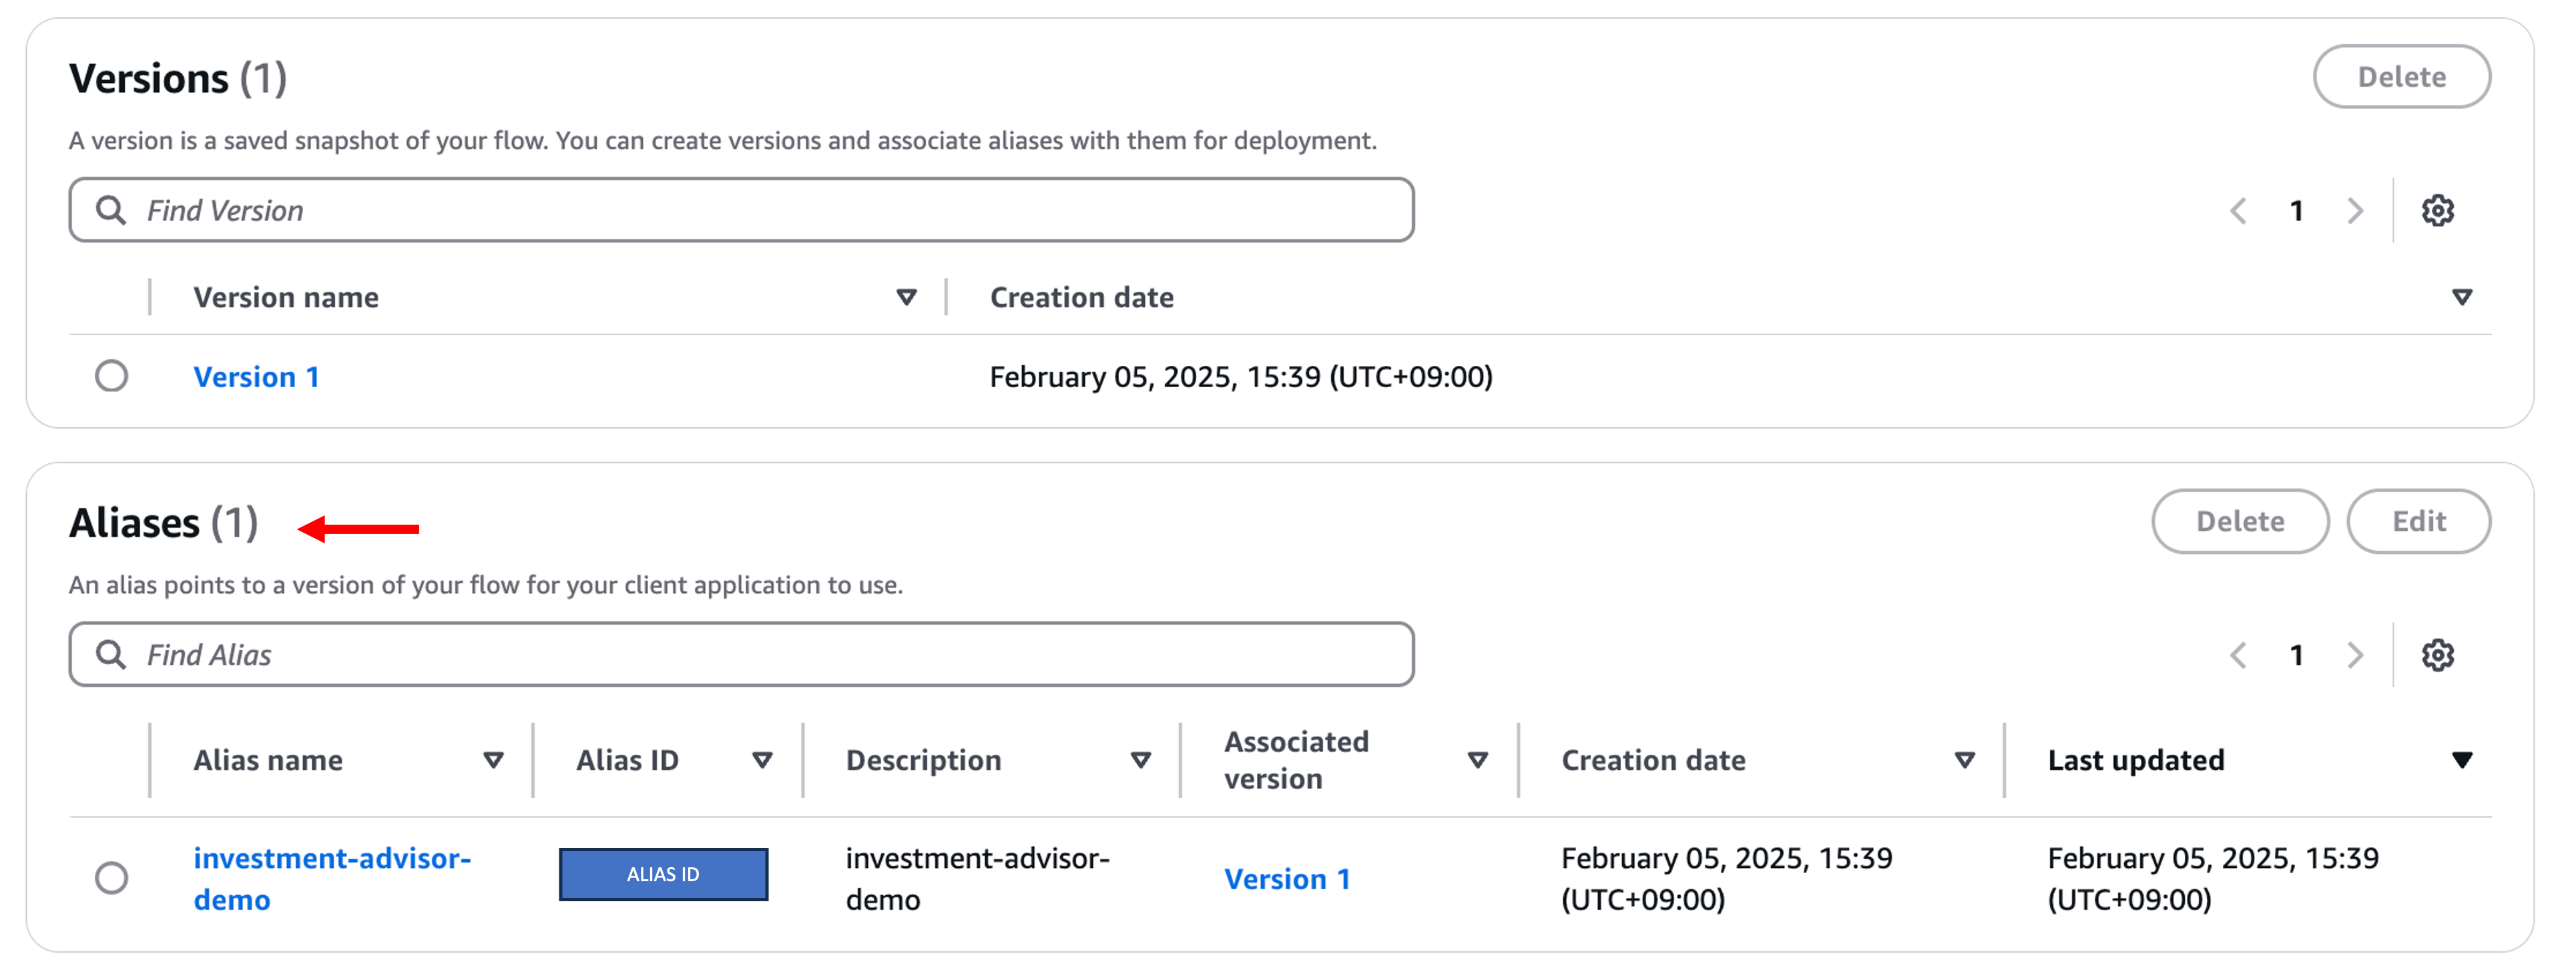 Versions (1)
Delete
A version is a saved snapshot of your flow. You can create versions and associate aliases with them for deployment.
Find Version
1
Version name
Creation date
Version 1
February 05, 2025, 15:39 (UTC+09:00)
Aliases (1)
Delete
Edit
An alias points to a version of your flow for your client application to use.
Find Alias
1
Alias name
Alias ID
Description
Associated
version
Creation date
Last updated
investment-advisor-
demo
ALIAS ID
investment-advisor-
demo
Version 1
February 05, 2025, 15:39
(UTC+09:00)
February 05, 2025, 15:39
(UTC+09:00)